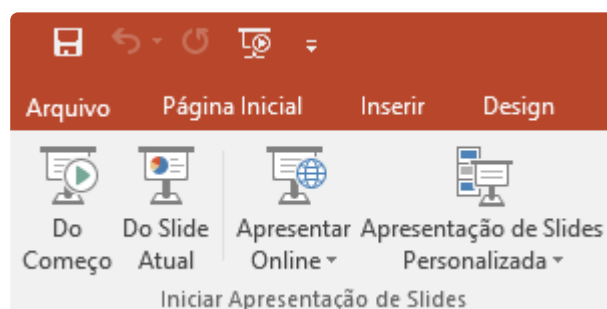 Arquivo Página Inicial Inserir Design
Do Começo
Do Slide Atual
Apresentar Online
Apresentação de Slides Personalizada
Iniciar Apresentação de Slides